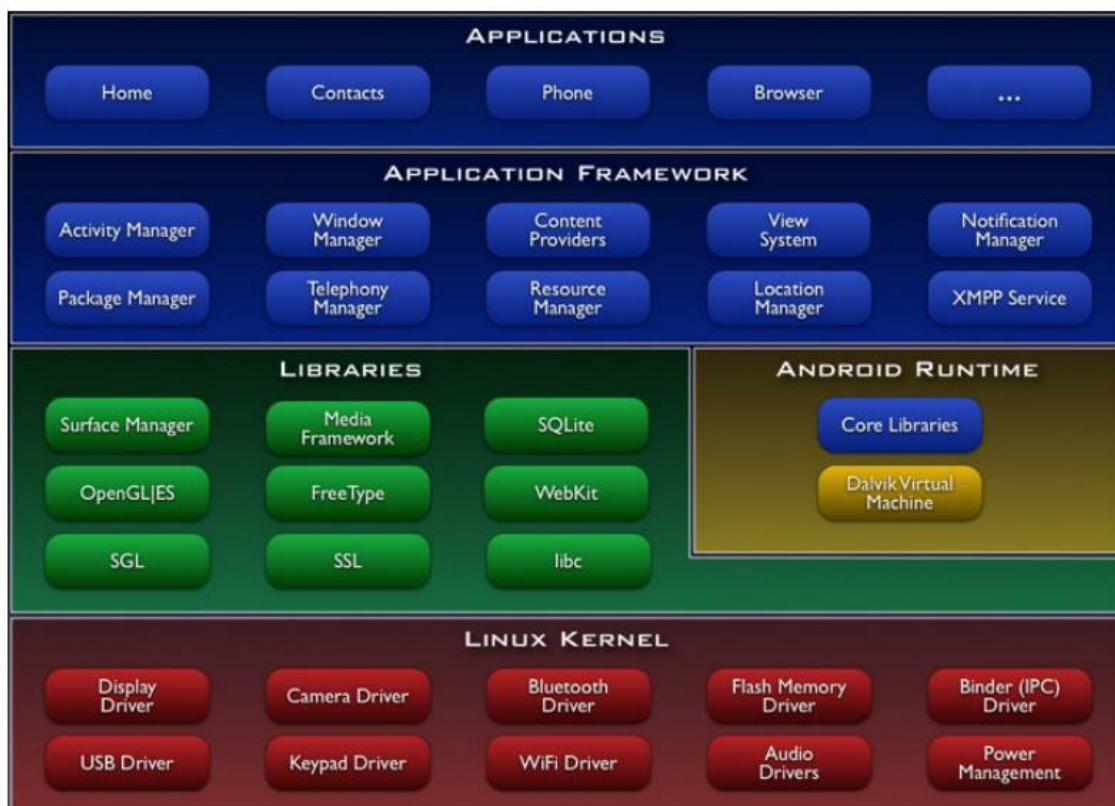 APPLICATIONS
Home
Contacts
Phone
Browser
...
APPLICATION FRAMEWORK
Activity Manager
Window
Manager
Content
Providers
View
System
Notification
Manager
Package Manager
Telephony
Manager
Resource
Manager
Location
Manager
XMPP Service
LIBRARIES
Surface Manager
Media
Framework
SQLite
OpenGL|ES
FreeType
WebKit
SGL
SSL
libc
ANDROID RUNTIME
Core Libraries
Dalvik Virtual
Machine
LINUX KERNEL
Display
Driver
Camera Driver
Bluetooth
Driver
Flash Memory
Driver
Binder (IPC)
Driver
USB Driver
Keypad Driver
WiFi Driver
Audio
Drivers
Power
Management